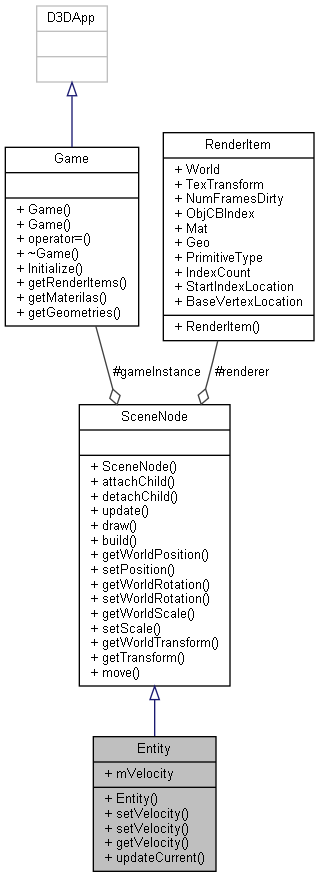 D3DApp
Game
+ Game()
+ Game()
+ operator=()
+ ~Game()
+ Initialize()
+ getRenderItems()
+ getMaterilas()
+ getGeometries()
RenderItem
+ World
+ TexTransform
+ NumFramesDirty
+ ObjCBIndex
+ Mat
+ Geo
+ PrimitiveType
+ IndexCount
+ StartIndexLocation
+ BaseVertexLocation
+ RenderItem()
#gameInstance
#renderer
SceneNode
+ SceneNode()
+ attachChild()
+ detachChild()
+ update()
+ draw()
+ build()
+ getWorldPosition()
+ setPosition()
+ getWorldRotation()
+ setWorldRotation()
+ getWorldScale()
+ setScale()
+ getWorldTransform()
+ getTransform()
+ move()
Entity
+ mVelocity
+ Entity()
+ setVelocity()
+ setVelocity()
+ getVelocity()
+ updateCurrent()